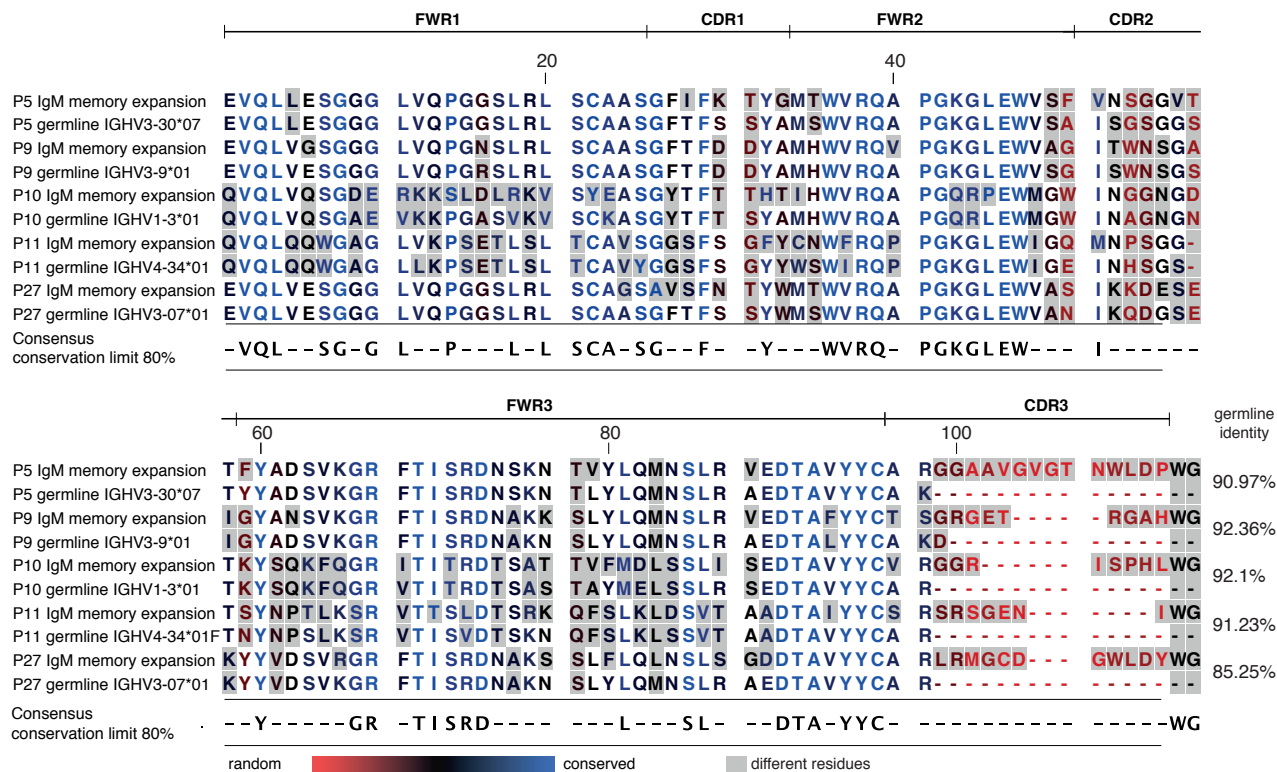 FWR1 CDR1 FWR2 CDR2
20 40
P5 IgM memory expansion EVQLLESGGG LVQPGGSLRL SCAASGFIFK TYGMTWVRQA PGKGLEWVSF VNSGGVT
P5 germline IGHV3-30*07 EVQLLESGGG LVQPGGSLRL SCAASGFTFS SYAMSWVRQA PGKGLEWVSA ISGSGGS
P9 IgM memory expansion EVQLVGSGGG LVQPGNSLRL SCAASGFTFD DYAMHWVRQV PGKGLEWVAG ITWNSGA
P9 germline IGHV3-9*01 EVQLVESGGG LVQPGRSLRL SCAASGFTFD DYAMHWVRQA PGKGLEWVSG ISWNSGS
P10 IgM memory expansion QVQLVQSGDE RKKSLDLRKV SYEASGYTFT THTIHWVRQA PGQRPEWMGW INGGNGD
P10 germline IGHV1-3*01 QVQLVQSGAE VKKPGASVKV SCKASGYTFT SYAMHWVRQA PGQRLEWMGW INAGNGN
P11 IgM memory expansion QVQLQQWGAG LVKPSETLSL TCAVSGGSFS GFYCNWFRQP PGKGLEWIGQ MNPSGG-
P11 germline IGHV4-34*01 QVQLQQWGAG LLKPSETLSL TCAVYGGSFS GYYWSWIRQP PGKGLEWIGE INHSGS-
P27 IgM memory expansion EVQLVESGGG LVQPGGSLRL SCAGSAVSFN TYWMTWVRQA PGKGLEWVAS IKKDESE
P27 germline IGHV3-07*01 EVQLVESGGG LVQPGGSLRL SCAASGFTFS SYWMSWVRQA PGKGLEWVAN IKQDGSE
Consensus
conservation limit 80% -VQL--SG-G L--P---L-L SCA-SG--F- -Y---WVRQ- PGKGLEW--- I------
FWR3 CDR3 germline identity
60 80 100
P5 IgM memory expansion TFYADSVKGR FTISRDNSKN TVYLQMNSLR VEDTAVYYCA RGGAAVGVGT NWLDPWG
P5 germline IGHV3-30*07 TYYADSVKGR FTISRDNSKN TLYLQMNSLR AEDTAVYYCA K--------- ------- 90.97%
P9 IgM memory expansion IGYANSVKGR FTISRDNAKK SLYLQMNSLR VEDTAFYYCT SGRGET---- -RGAHWG
P9 germline IGHV3-9*01 IGYADSVKGR FTISRDNAKN SLYLQMNSLR AEDTALYYCA KD-------- ------- 92.36%
P10 IgM memory expansion TKYSQKFQGR VTITRDTSAT TVFMDLSSLI SEDTAVYYCV RGGR------ ISPHLWG
P10 germline IGHV1-3*01 TKYSQKFQGR VTITRDTSAS TAYMELSSLR SEDTAVYYCA R--------- ------- 92.1%
P11 IgM memory expansion TSYNPTLKSR VTTSLDTSRK QFSLKLDSVT AADTAIYYCS RSRSGEN--- ----IWG
P11 germline IGHV4-34*01F TNYNPSLKSR VTISVDTSKN QFSLKLSSVT AADTAVYYCA R--------- ------- 91.23%
P27 IgM memory expansion KYYVDSVRGR FTISRDNAKS SLFLQLNSLS GDDTAVYYCA RLRMGCD--- GWLDYWG
P27 germline IGHV3-07*01 KYYVDSVKGR FTISRDNAKN SLYLQMNSLR AEDTAVYYCA R--------- ------- 85.25%
Consensus
conservation limit 80% --Y-----GR -TISRD---- ---L---SL- --DTA-YYC- ---------- -----WG
random conserved different residues